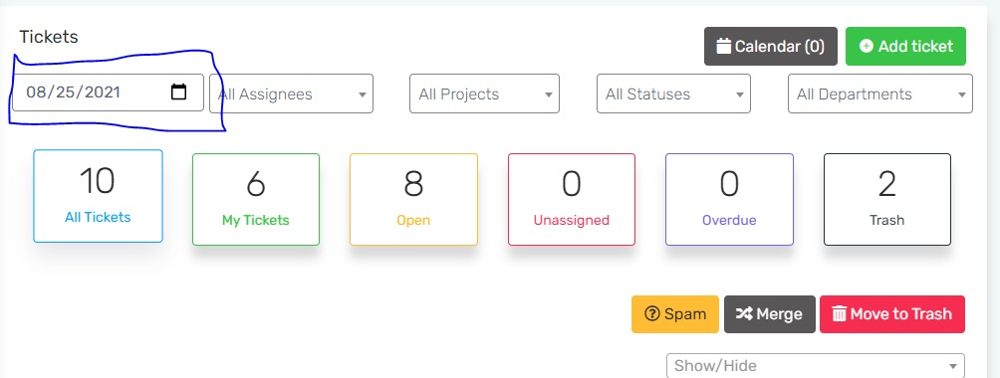 Tickets
Calendar (0) Add ticket
08/25/2021 All Assignees All Projects All Statuses All Departments
10 6 8 0 0 2
All Tickets My Tickets Open Unassigned Overdue Trash
Spam Merge Move to Trash
Show/Hide